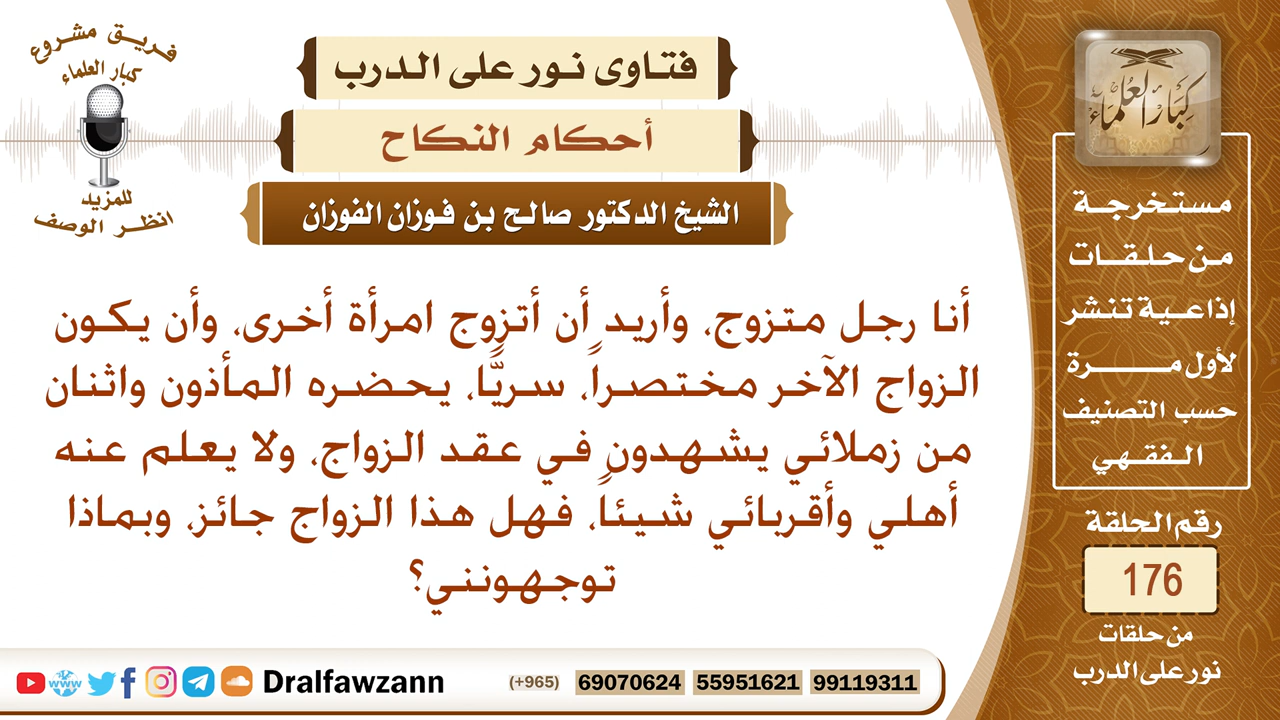 فريق مشروع
كبار العلماء
للمزيد
انظر الوصف
فتاوى نور على الدرب
أحكام النكاح
الشيخ الدكتور صالح بن فوزان الفوزان
أنا رجل متزوج، وأريد أن أتزوج امرأة أخرى، وأن يكون
الزواج الآخر مختصراً، سريًّا، يحضره المأذون واثنان
من زملائي يشهدون في عقد الزواج، ولا يعلم عنه
أهلي وأقربائي شيئاً، فهل هذا الزواج جائز، وبماذا
توجهونني؟
كبار العلماء
مستخرجة
من حلقات
إذاعية تنشر
لأول مرة
حسب التصنيف
الفقهي
رقم الحلقة
176
من حلقات
نور على الدرب
www Dralfawzann (+965) 69070624 55951621 99119311